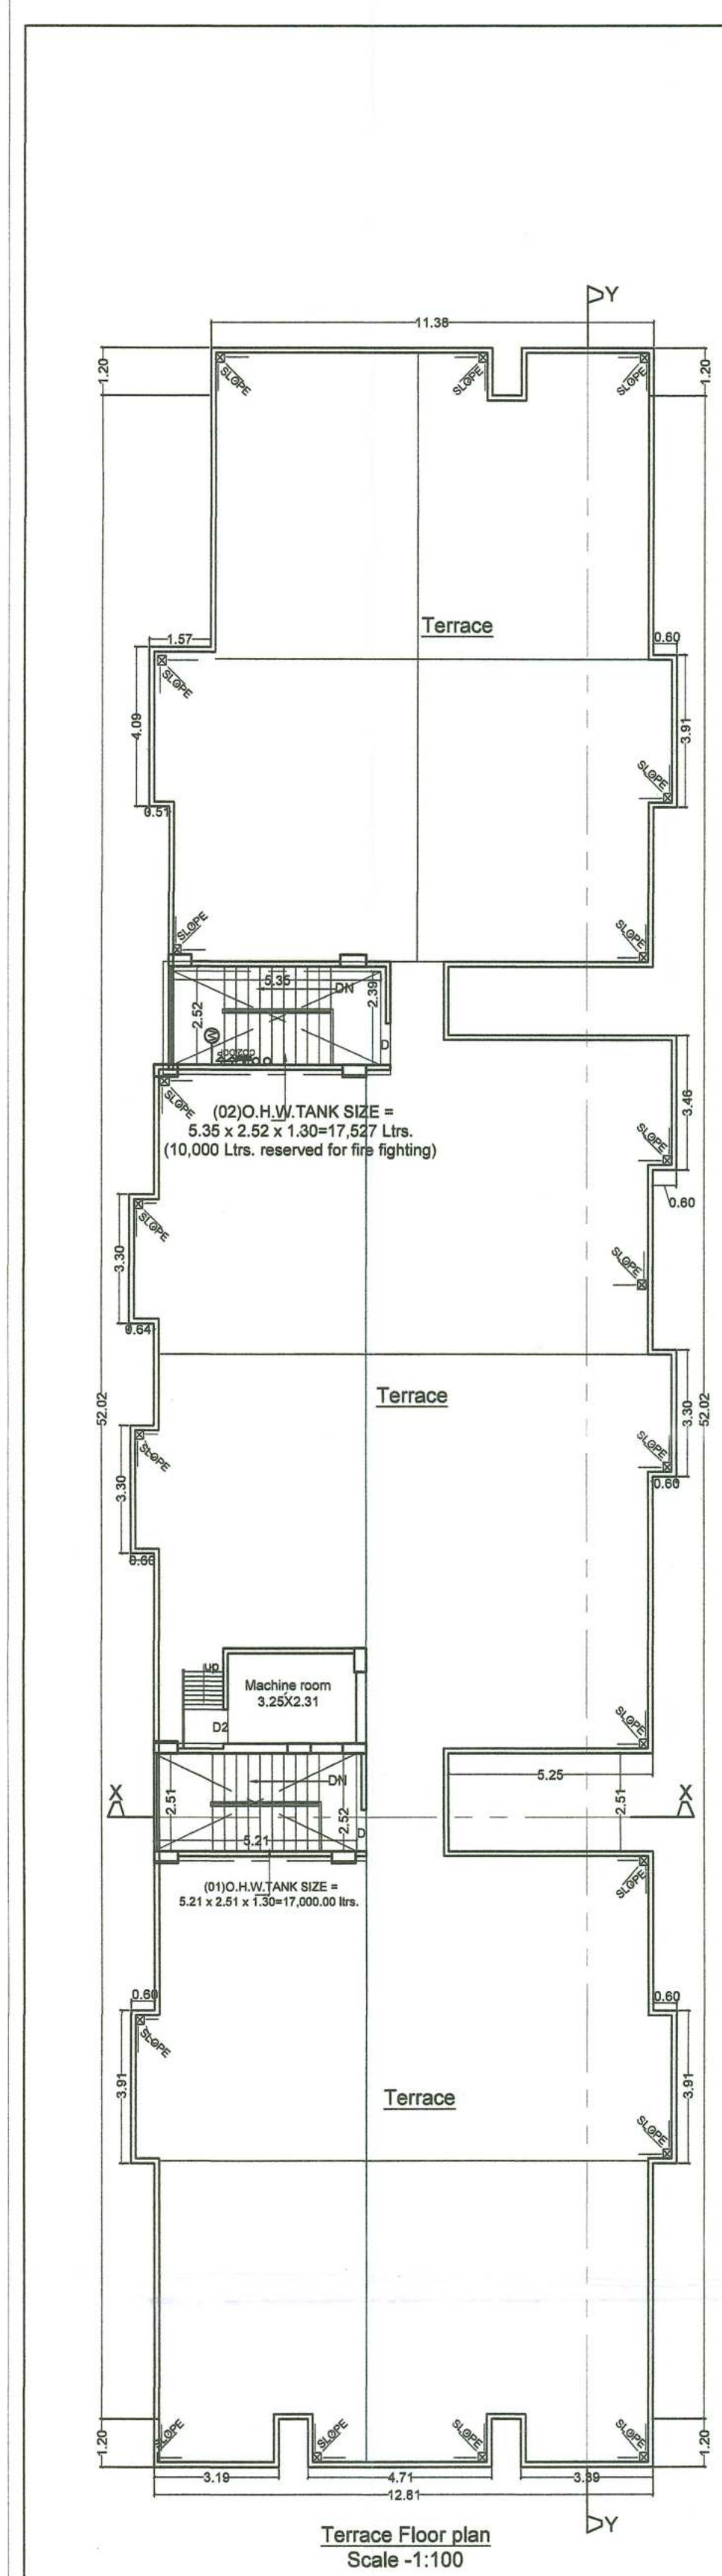 Y
11.38
1.20
1.20
SLOPE
SLOPE
SLOPE
Terrace
1.57
0.60
SLOPE
4.09
3.91
SLOPE
0.51
SLOPE
SLOPE
5.35
DN
2.52
2.39
M
D
SLOPE
(02)O.H.W.TANK SIZE =
5.35 x 2.52 x 1.30=17,527 Ltrs.
(10,000 Ltrs. reserved for fire fighting)
3.46
SLOPE
0.60
SLOPE
3.30
SLOPE
0.64
52.02
Terrace
3.30
52.02
SLOPE
3.30
SLOPE
0.60
0.66
up
Machine room
3.25X2.31
D2
SLOPE
5.25
X
2.51
DN
2.52
5.21
D
2.51
X
(01)O.H.W.TANK SIZE =
5.21 x 2.51 x 1.30=17,000.00 ltrs.
SLOPE
0.60
0.60
SLOPE
3.91
Terrace
3.91
SLOPE
SLOPE
SLOPE
SLOPE
SLOPE
1.20
1.20
3.19
4.71
12.81
Y
Terrace Floor plan
Scale -1:100